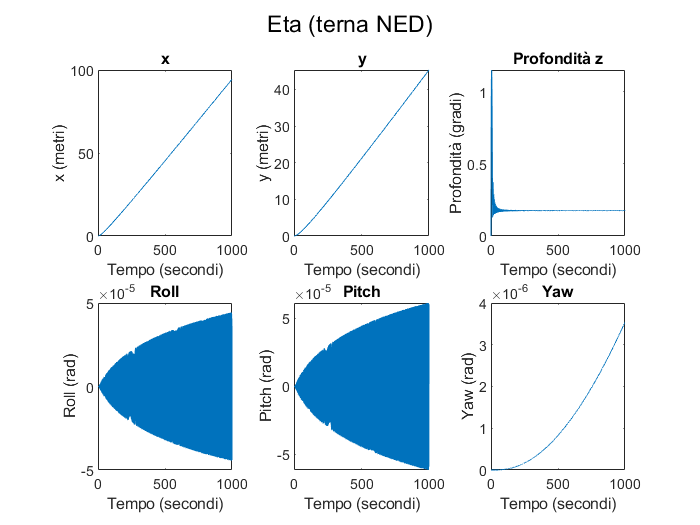 Eta (terna NED)
x
x (metri)
100
50
0
0 500 1000
Tempo (secondi)
y
y (metri)
40
30
20
10
0
0 500 1000
Tempo (secondi)
Profondità z
Profondità (gradi)
1
0.5
0
0 500 1000
Tempo (secondi)
×10⁻⁵ Roll
Roll (rad)
5
0
-5
0 500 1000
Tempo (secondi)
×10⁻⁵ Pitch
Pitch (rad)
5
0
-5
0 500 1000
Tempo (secondi)
×10⁻⁶ Yaw
Yaw (rad)
4
3
2
1
0
0 500 1000
Tempo (secondi)